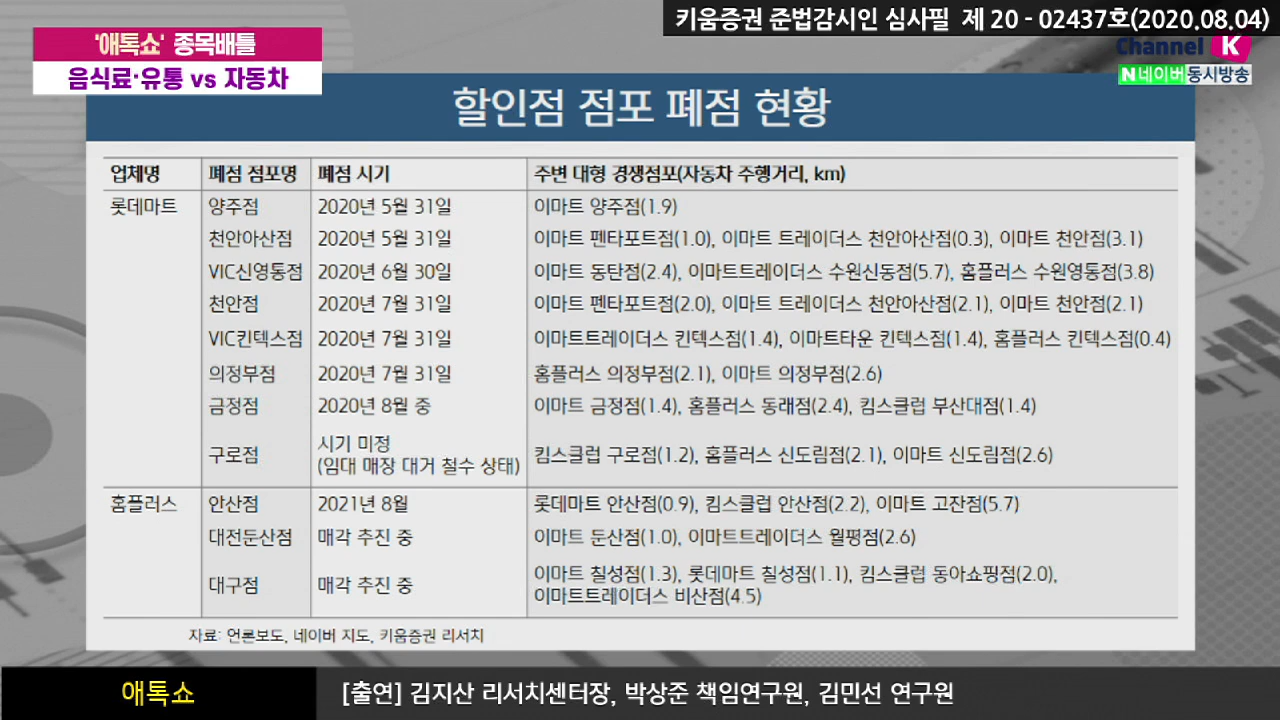 키움증권 준법감시인 심사필 제 20 - 02437호(2020.08.04)
'애톡쇼' 종목배틀
음식료·유통 vs 자동차
Channel K
N 네이버 동시방송
할인점 점포 폐점 현황
업체명 폐점 점포명 폐점 시기 주변 대형 경쟁점포(자동차 주행거리, km)
롯데마트 양주점 2020년 5월 31일 이마트 양주점(1.9)
천안아산점 2020년 5월 31일 이마트 펜타포트점(1.0), 이마트 트레이더스 천안아산점(0.3), 이마트 천안점(3.1)
VIC신영통점 2020년 6월 30일 이마트 동탄점(2.4), 이마트트레이더스 수원신동점(5.7), 홈플러스 수원영통점(3.8)
천안점 2020년 7월 31일 이마트 펜타포트점(2.0), 이마트 트레이더스 천안아산점(2.1), 이마트 천안점(2.1)
VIC킨텍스점 2020년 7월 31일 이마트트레이더스 킨텍스점(1.4), 이마트타운 킨텍스점(1.4), 홈플러스 킨텍스점(0.4)
의정부점 2020년 7월 31일 홈플러스 의정부점(2.1), 이마트 의정부점(2.6)
금정점 2020년 8월 중 이마트 금정점(1.4), 홈플러스 동래점(2.4), 킴스클럽 부산대점(1.4)
구로점 시기 미정 킴스클럽 구로점(1.2), 홈플러스 신도림점(2.1), 이마트 신도림점(2.6)
(임대 매장 대거 철수 상태)
홈플러스 안산점 2021년 8월 롯데마트 안산점(0.9), 킴스클럽 안산점(2.2), 이마트 고잔점(5.7)
대전둔산점 매각 추진 중 이마트 둔산점(1.0), 이마트트레이더스 월평점(2.6)
대구점 매각 추진 중 이마트 칠성점(1.3), 롯데마트 칠성점(1.1), 킴스클럽 동아쇼핑점(2.0),
이마트트레이더스 비산점(4.5)
자료: 언론보도, 네이버 지도, 키움증권 리서치
애톡쇼 [출연] 김지산 리서치센터장, 박상준 책임연구원, 김민선 연구원